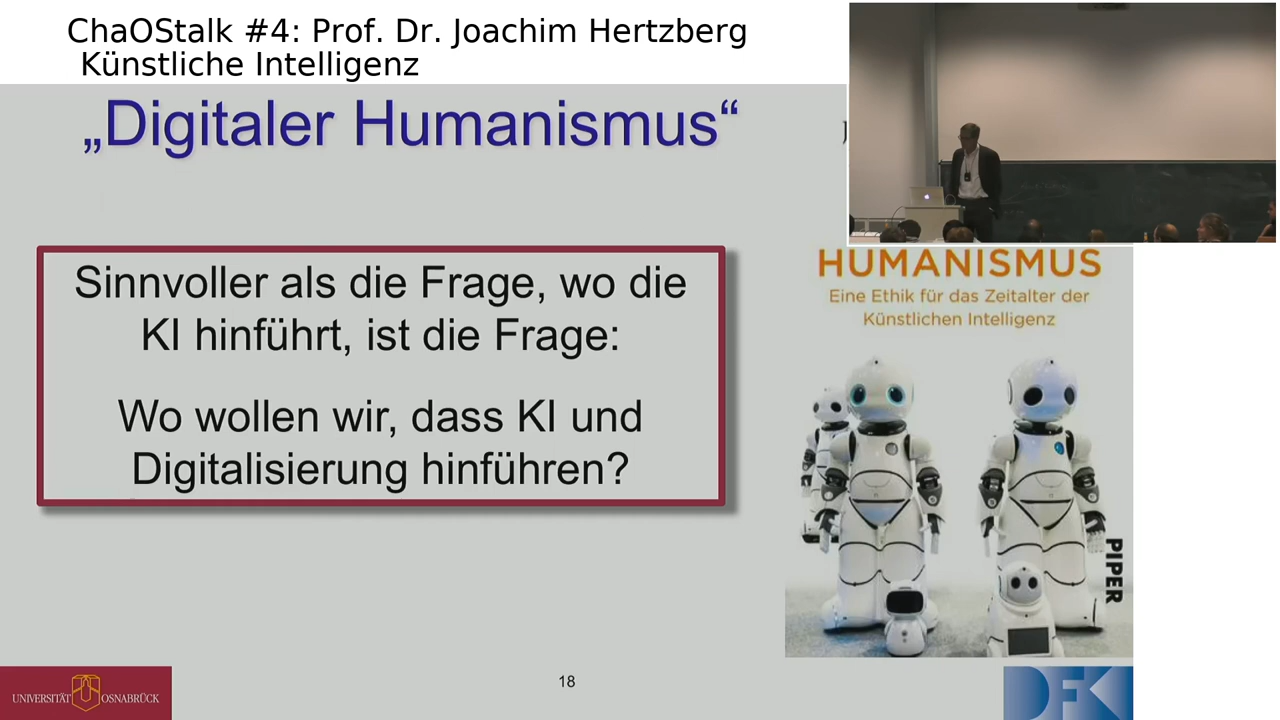 ChaOStalk #4: Prof. Dr. Joachim Hertzberg
Künstliche Intelligenz
„Digitaler Humanismus“
Sinnvoller als die Frage, wo die
KI hinführt, ist die Frage:
Wo wollen wir, dass KI und
Digitalisierung hinführen?
HUMANISMUS
Eine Ethik für das Zeitalter der
Künstlichen Intelligenz
PIPER
UNIVERSITÄT OSNABRÜCK
18
DFK